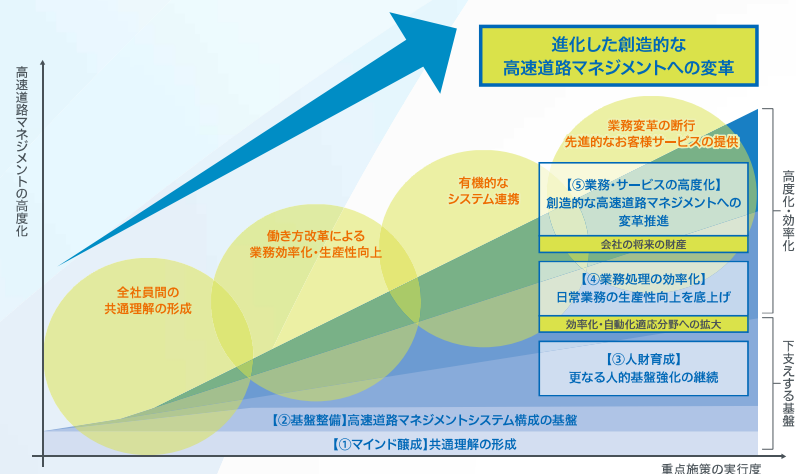 進化した創造的な
高速道路マネジメントへの変革
高速道路マネジメントの高度化
業務変革の断行
先進的なお客様サービスの提供
有機的な
システム連携
働き方改革による
業務効率化・生産性向上
全社員間の
共通理解の形成
【⑤業務・サービスの高度化】
創造的な高速道路マネジメントへの
変革推進
会社の将来の財産
【④業務処理の効率化】
日常業務の生産性向上を底上げ
効率化・自動化適応分野への拡大
【③人財育成】
更なる人的基盤強化の継続
【②基盤整備】高速道路マネジメントシステム構成の基盤
【①マインド醸成】共通理解の形成
高度化・効率化
下支えする基盤
重点施策の実行度